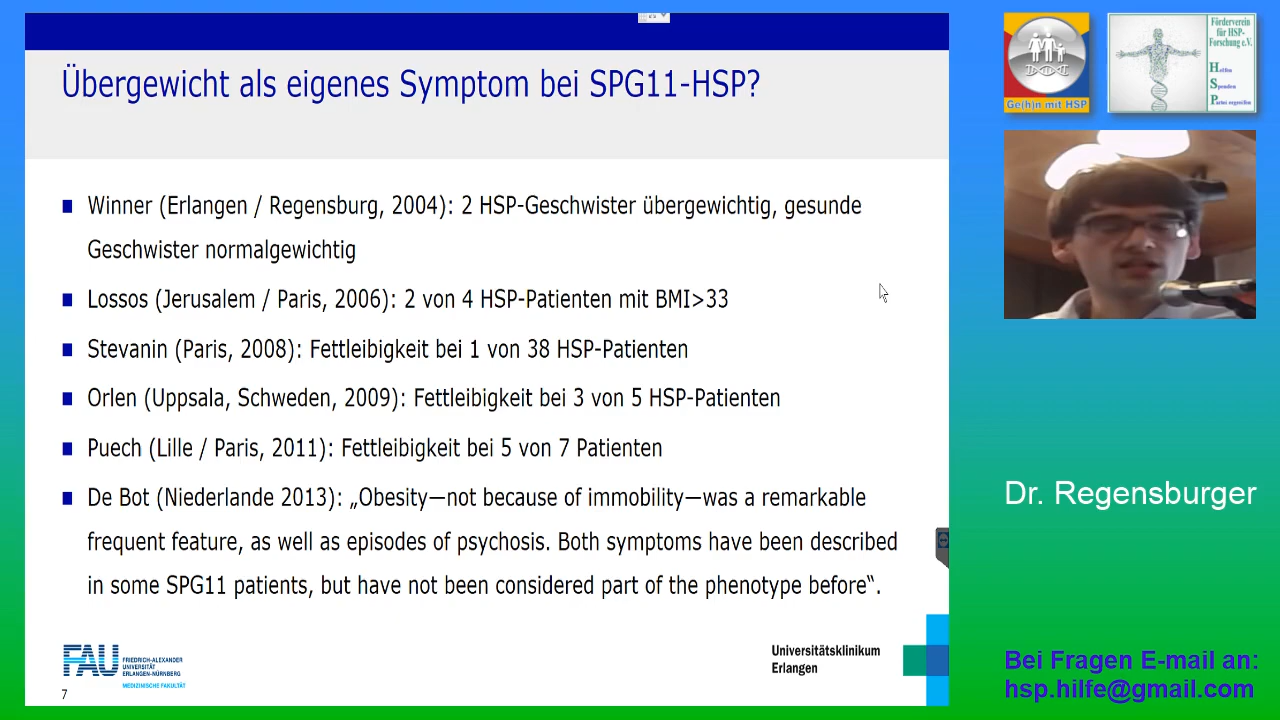 Übergewicht als eigenes Symptom bei SPG11-HSP?
Winner (Erlangen / Regensburg, 2004): 2 HSP-Geschwister übergewichtig, gesunde
Geschwister normalgewichtig
Lossos (Jerusalem / Paris, 2006): 2 von 4 HSP-Patienten mit BMI>33
Stevanin (Paris, 2008): Fettleibigkeit bei 1 von 38 HSP-Patienten
Orlen (Uppsala, Schweden, 2009): Fettleibigkeit bei 3 von 5 HSP-Patienten
Puech (Lille / Paris, 2011): Fettleibigkeit bei 5 von 7 Patienten
De Bot (Niederlande 2013): „Obesity—not because of immobility—was a remarkable
frequent feature, as well as episodes of psychosis. Both symptoms have been described
in some SPG11 patients, but have not been considered part of the phenotype before“.
FAU
FRIEDRICH-ALEXANDER
UNIVERSITÄT
ERLANGEN-NÜRNBERG
MEDIZINISCHE FAKULTÄT
7
Universitätsklinikum
Erlangen
Ge(h)n mit HSP
Förderverein
für HSP-
Forschung e.V.
Helfen
Spenden
Dr. Regensburger
Bei Fragen E-mail an:
hsp.hilfe@gmail.com